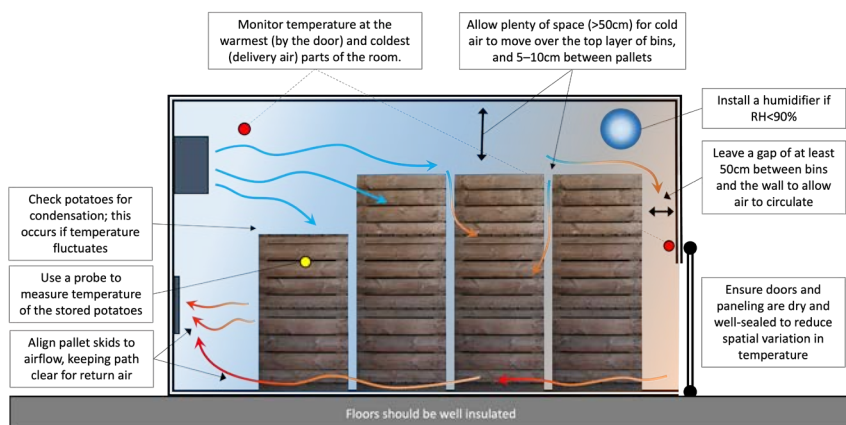 Monitor temperature at the
warmest (by the door) and coldest
(delivery air) parts of the room.
Allow plenty of space (>50cm) for cold
air to move over the top layer of bins,
and 5–10cm between pallets
Install a humidifier if
RH<90%
Leave a gap of at least
50cm between bins
and the wall to allow
air to circulate
Check potatoes for
condensation; this
occurs if temperature
fluctuates
Use a probe to
measure temperature
of the stored potatoes
Align pallet skids to
airflow, keeping path
clear for return air
Ensure doors and
paneling are dry and
well-sealed to reduce
spatial variation in
temperature
Floors should be well insulated